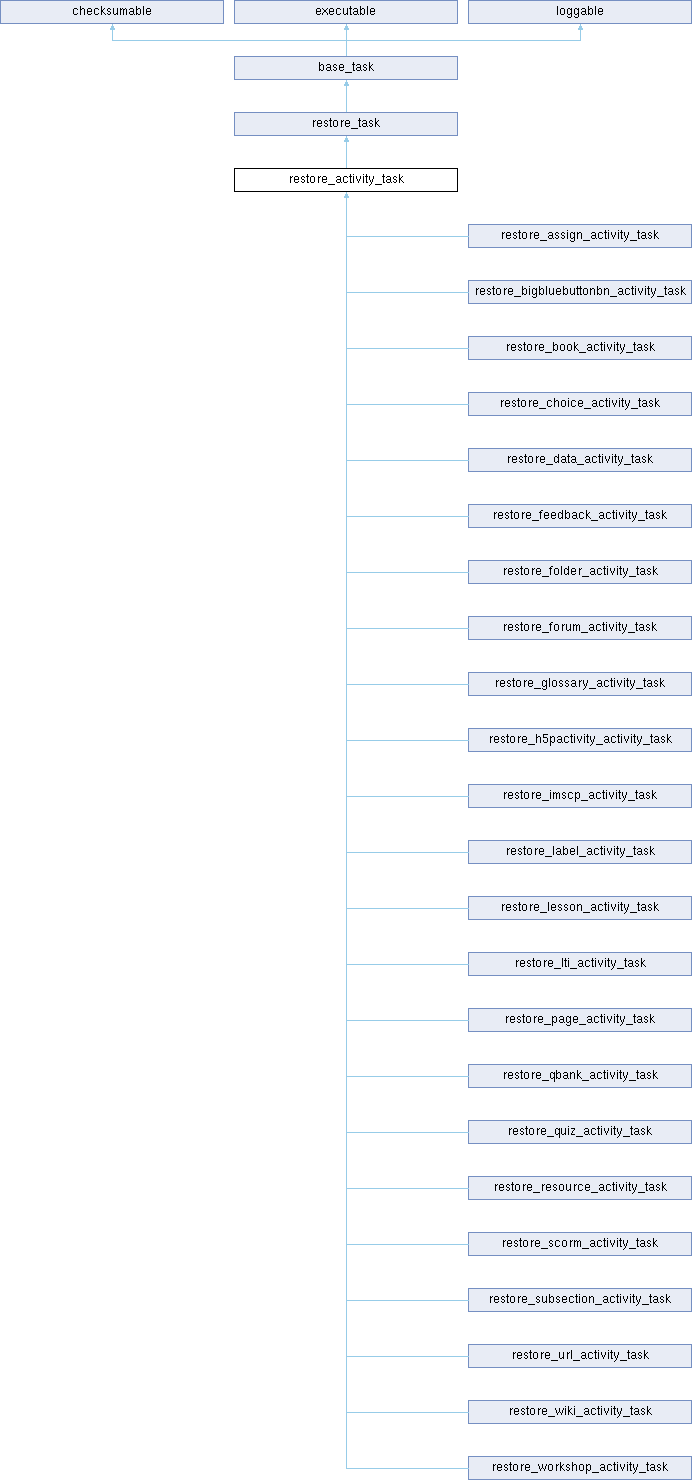 checksumable
executable
loggable
base_task
restore_task
restore_activity_task
restore_assign_activity_task
restore_bigbluebuttonbn_activity_task
restore_book_activity_task
restore_choice_activity_task
restore_data_activity_task
restore_feedback_activity_task
restore_folder_activity_task
restore_forum_activity_task
restore_glossary_activity_task
restore_h5pactivity_activity_task
restore_imscp_activity_task
restore_label_activity_task
restore_lesson_activity_task
restore_lti_activity_task
restore_page_activity_task
restore_qbank_activity_task
restore_quiz_activity_task
restore_resource_activity_task
restore_scorm_activity_task
restore_subsection_activity_task
restore_url_activity_task
restore_wiki_activity_task
restore_workshop_activity_task